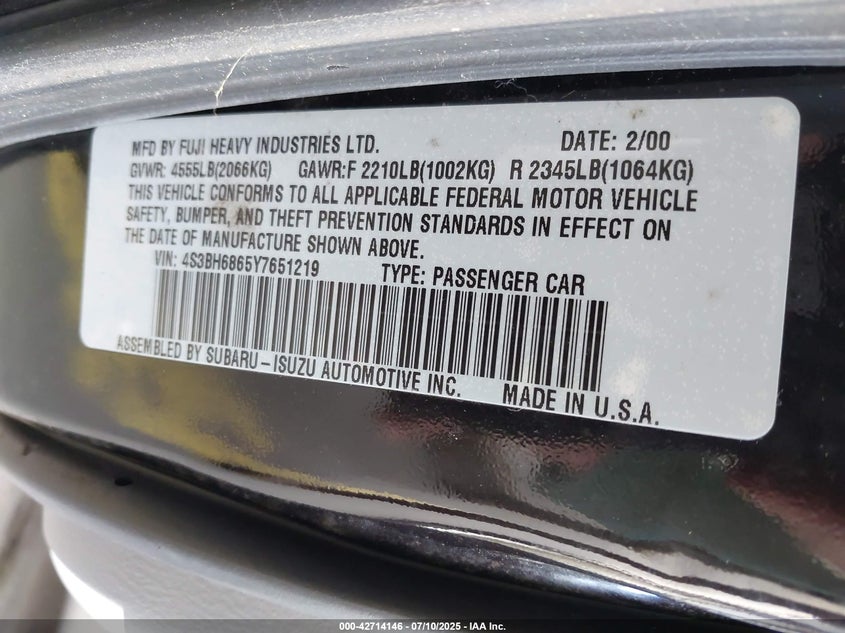 MFD BY FUJI HEAVY INDUSTRIES LTD. DATE: 2/00
GVWR: 4555LB(2066KG) GAWR:F 2210LB(1002KG) R 2345LB(1064KG)
THIS VEHICLE CONFORMS TO ALL APPLICABLE FEDERAL MOTOR VEHICLE
SAFETY, BUMPER, AND THEFT PREVENTION STANDARDS IN EFFECT ON
THE DATE OF MANUFACTURE SHOWN ABOVE.
VIN: 4S3BH6865Y7651219 TYPE: PASSENGER CAR
ASSEMBLED BY SUBARU-ISUZU AUTOMOTIVE INC. MADE IN U.S.A.
000-42714146 - 07/10/2025 - IAA Inc.